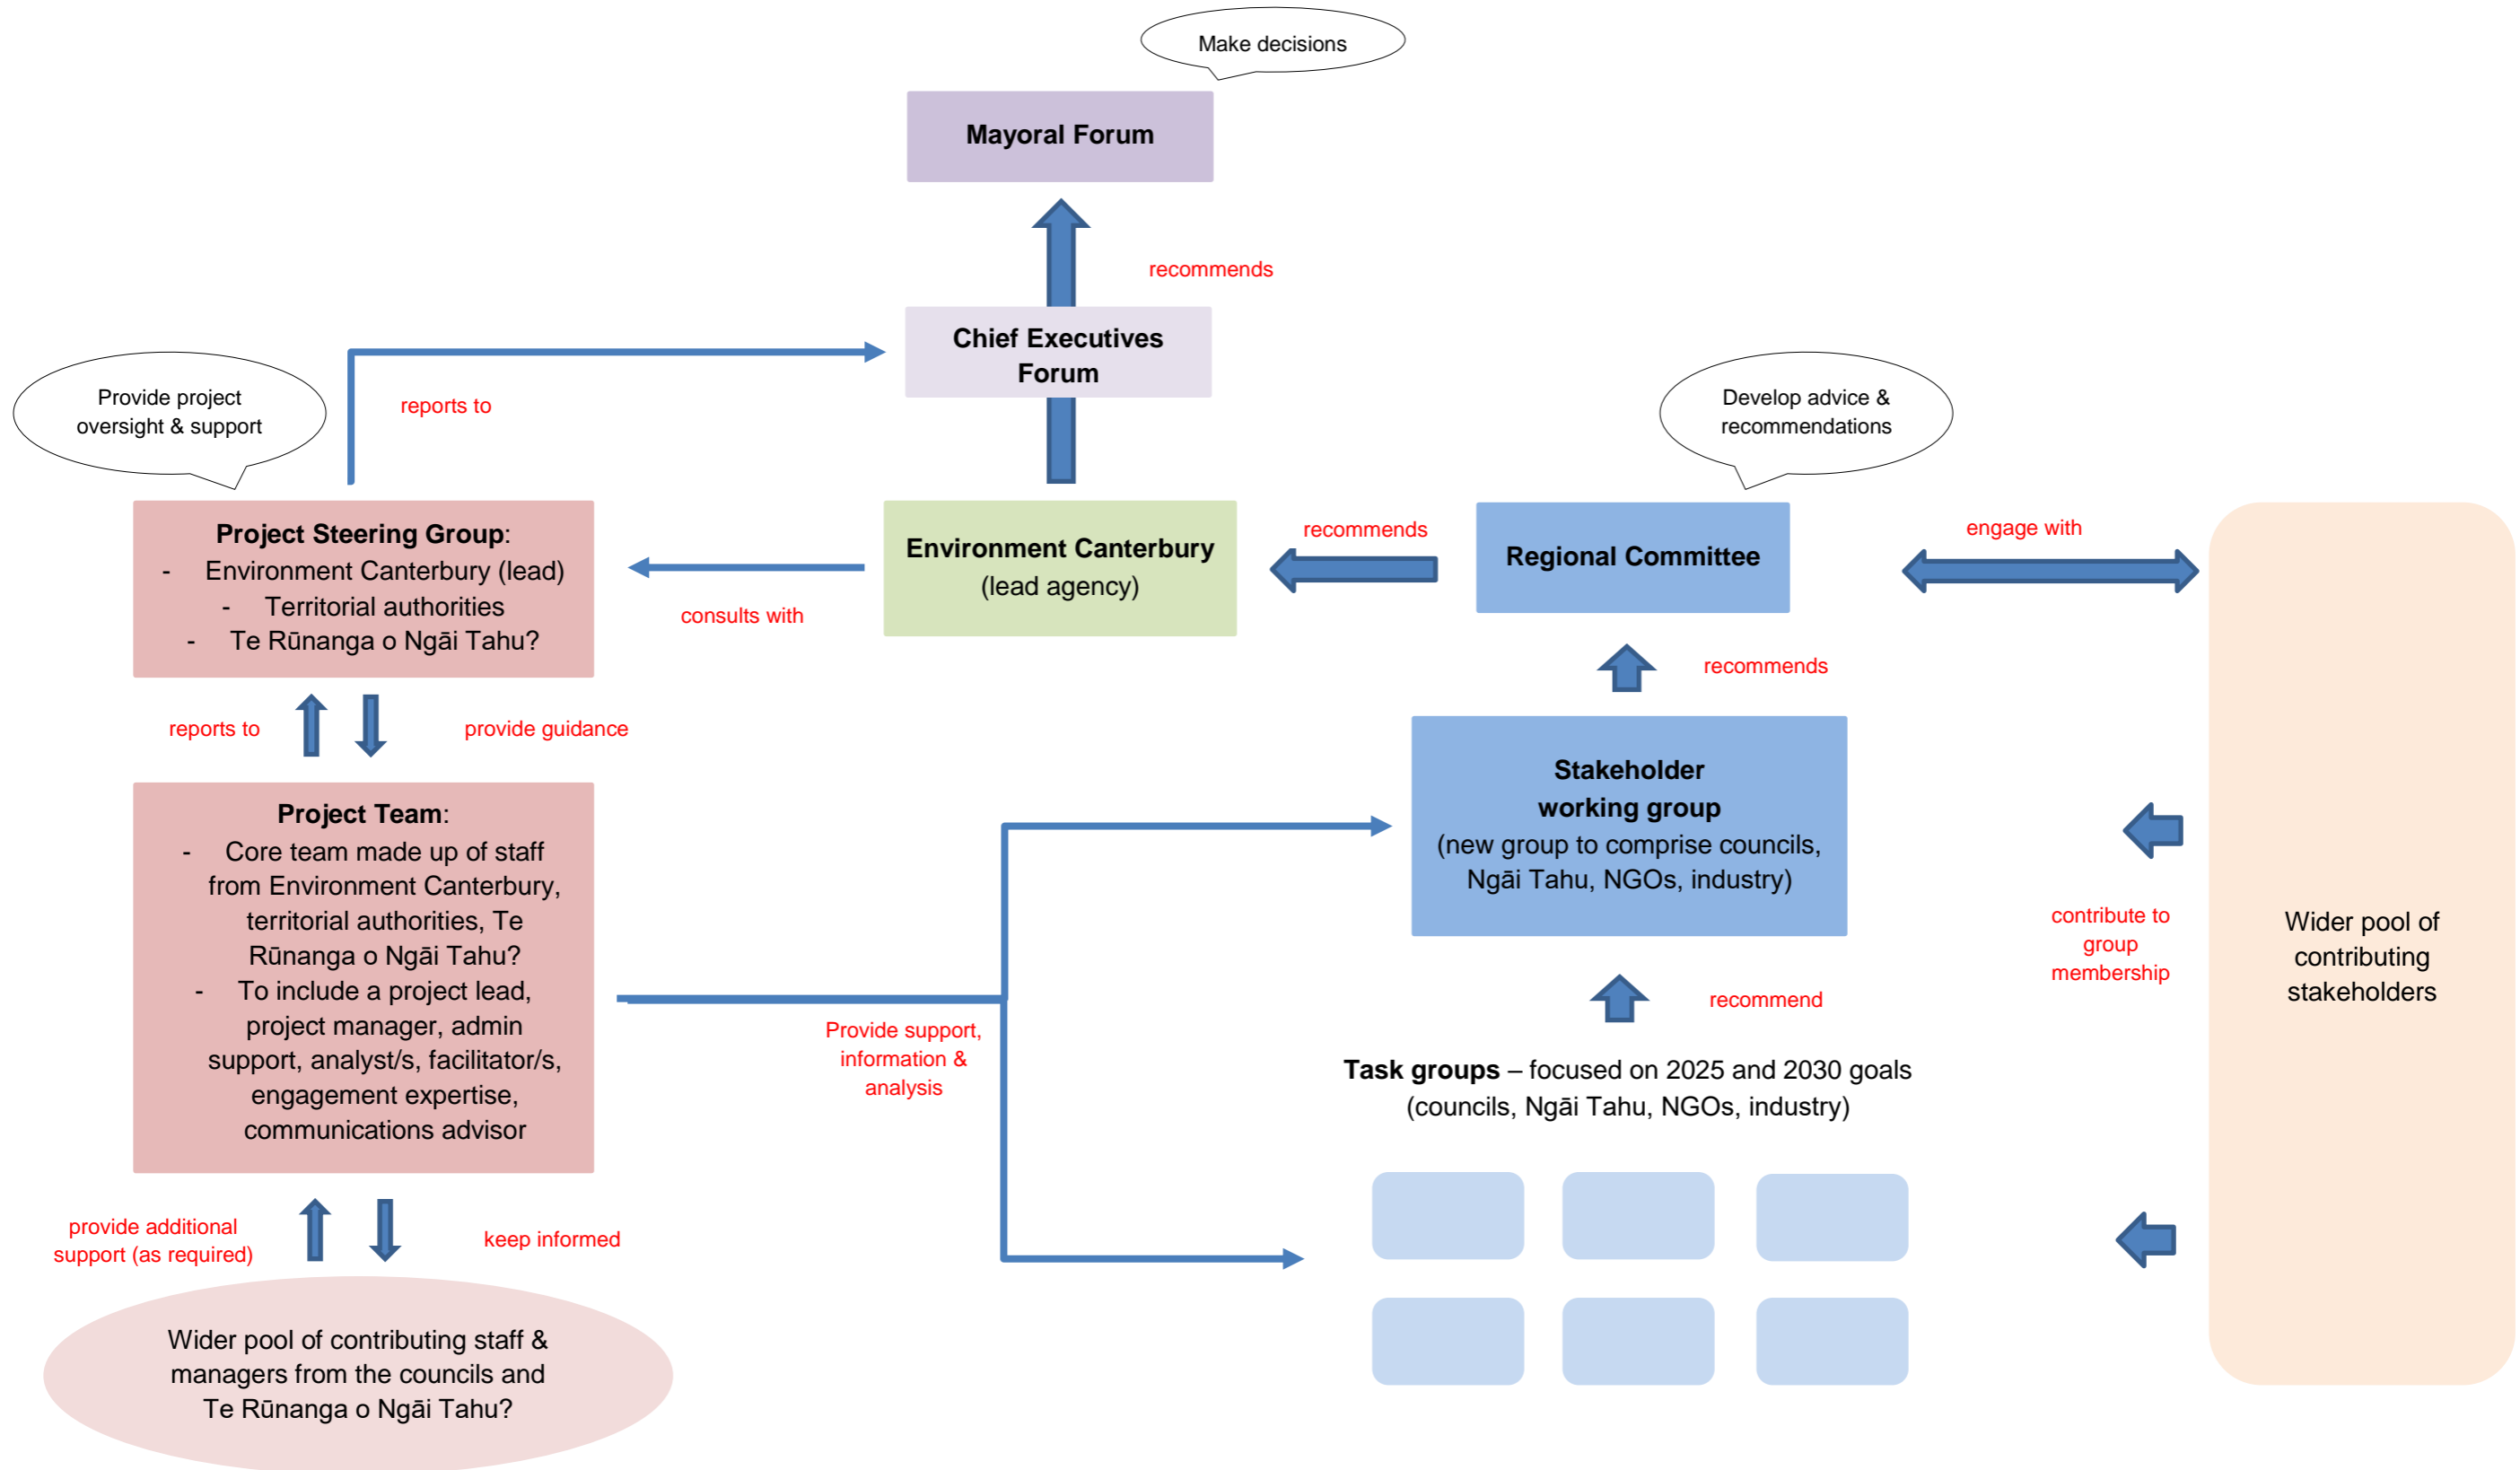 Make decisions
Mayoral Forum
recommends
Chief Executives
Forum
Provide project
oversight & support
reports to
Develop advice &
recommendations
Project Steering Group:
- Environment Canterbury (lead)
- Territorial authorities
- Te Rūnanga o Ngāi Tahu?
consults with
Environment Canterbury
(lead agency)
recommends
Regional Committee
engage with
recommends
reports to
provide guidance
Stakeholder
working group
(new group to comprise councils,
Ngāi Tahu, NGOs, industry)
Project Team:
- Core team made up of staff
from Environment Canterbury,
territorial authorities, Te
Rūnanga o Ngāi Tahu?
- To include a project lead,
project manager, admin
support, analyst/s, facilitator/s,
engagement expertise,
communications advisor
Provide support,
information &
analysis
contribute to
group
membership
Wider pool of
contributing
stakeholders
recommend
Task groups – focused on 2025 and 2030 goals
(councils, Ngāi Tahu, NGOs, industry)
provide additional
support (as required)
keep informed
Wider pool of contributing staff &
managers from the councils and
Te Rūnanga o Ngāi Tahu?